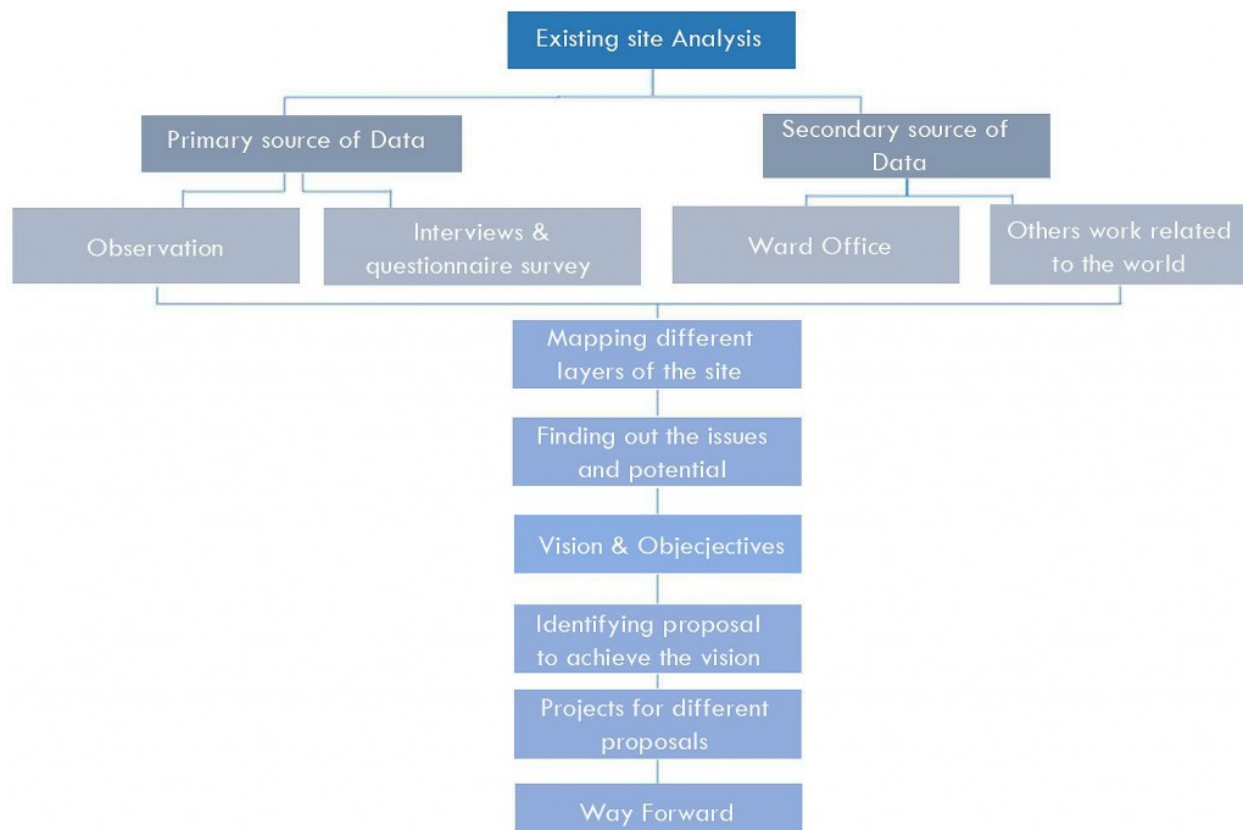 Existing site Analysis
Primary source of Data
Secondary source of
Data
Observation
Interviews &
questionnaire survey
Ward Office
Others work related
to the world
Mapping different
layers of the site
Finding out the issues
and potential
Vision & Objecjectives
Identifying proposal
to achieve the vision
Projects for different
proposals
Way Forward